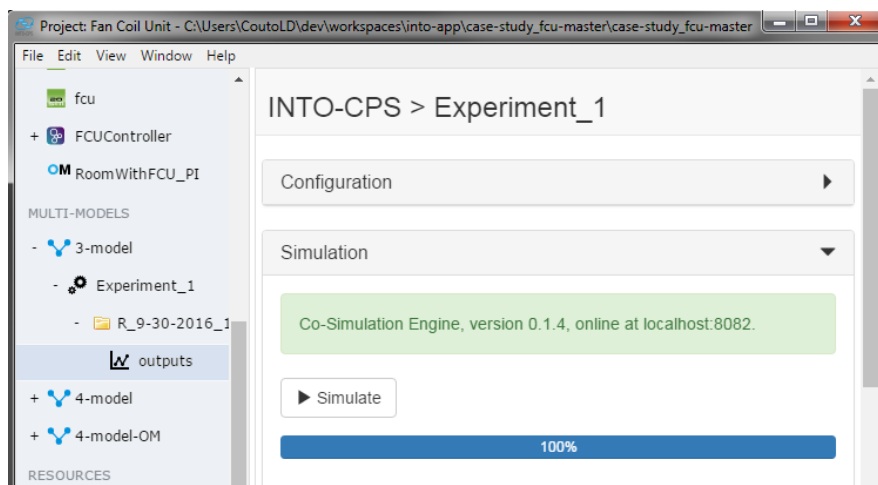 Project: Fan Coil Unit - C:\Users\CoutoLD\dev\workspaces\into-app\case-study_fcu-master\case-study_fcu-master
File Edit View Window Help
fcu
+ FCUController
OM RoomWithFCU_PI
MULTI-MODELS
- 3-model
- Experiment_1
- R_9-30-2016_1
outputs
+ 4-model
+ 4-model-OM
RESOURCES
INTO-CPS > Experiment_1
Configuration
Simulation
Co-Simulation Engine, version 0.1.4, online at localhost:8082.
Simulate
100%